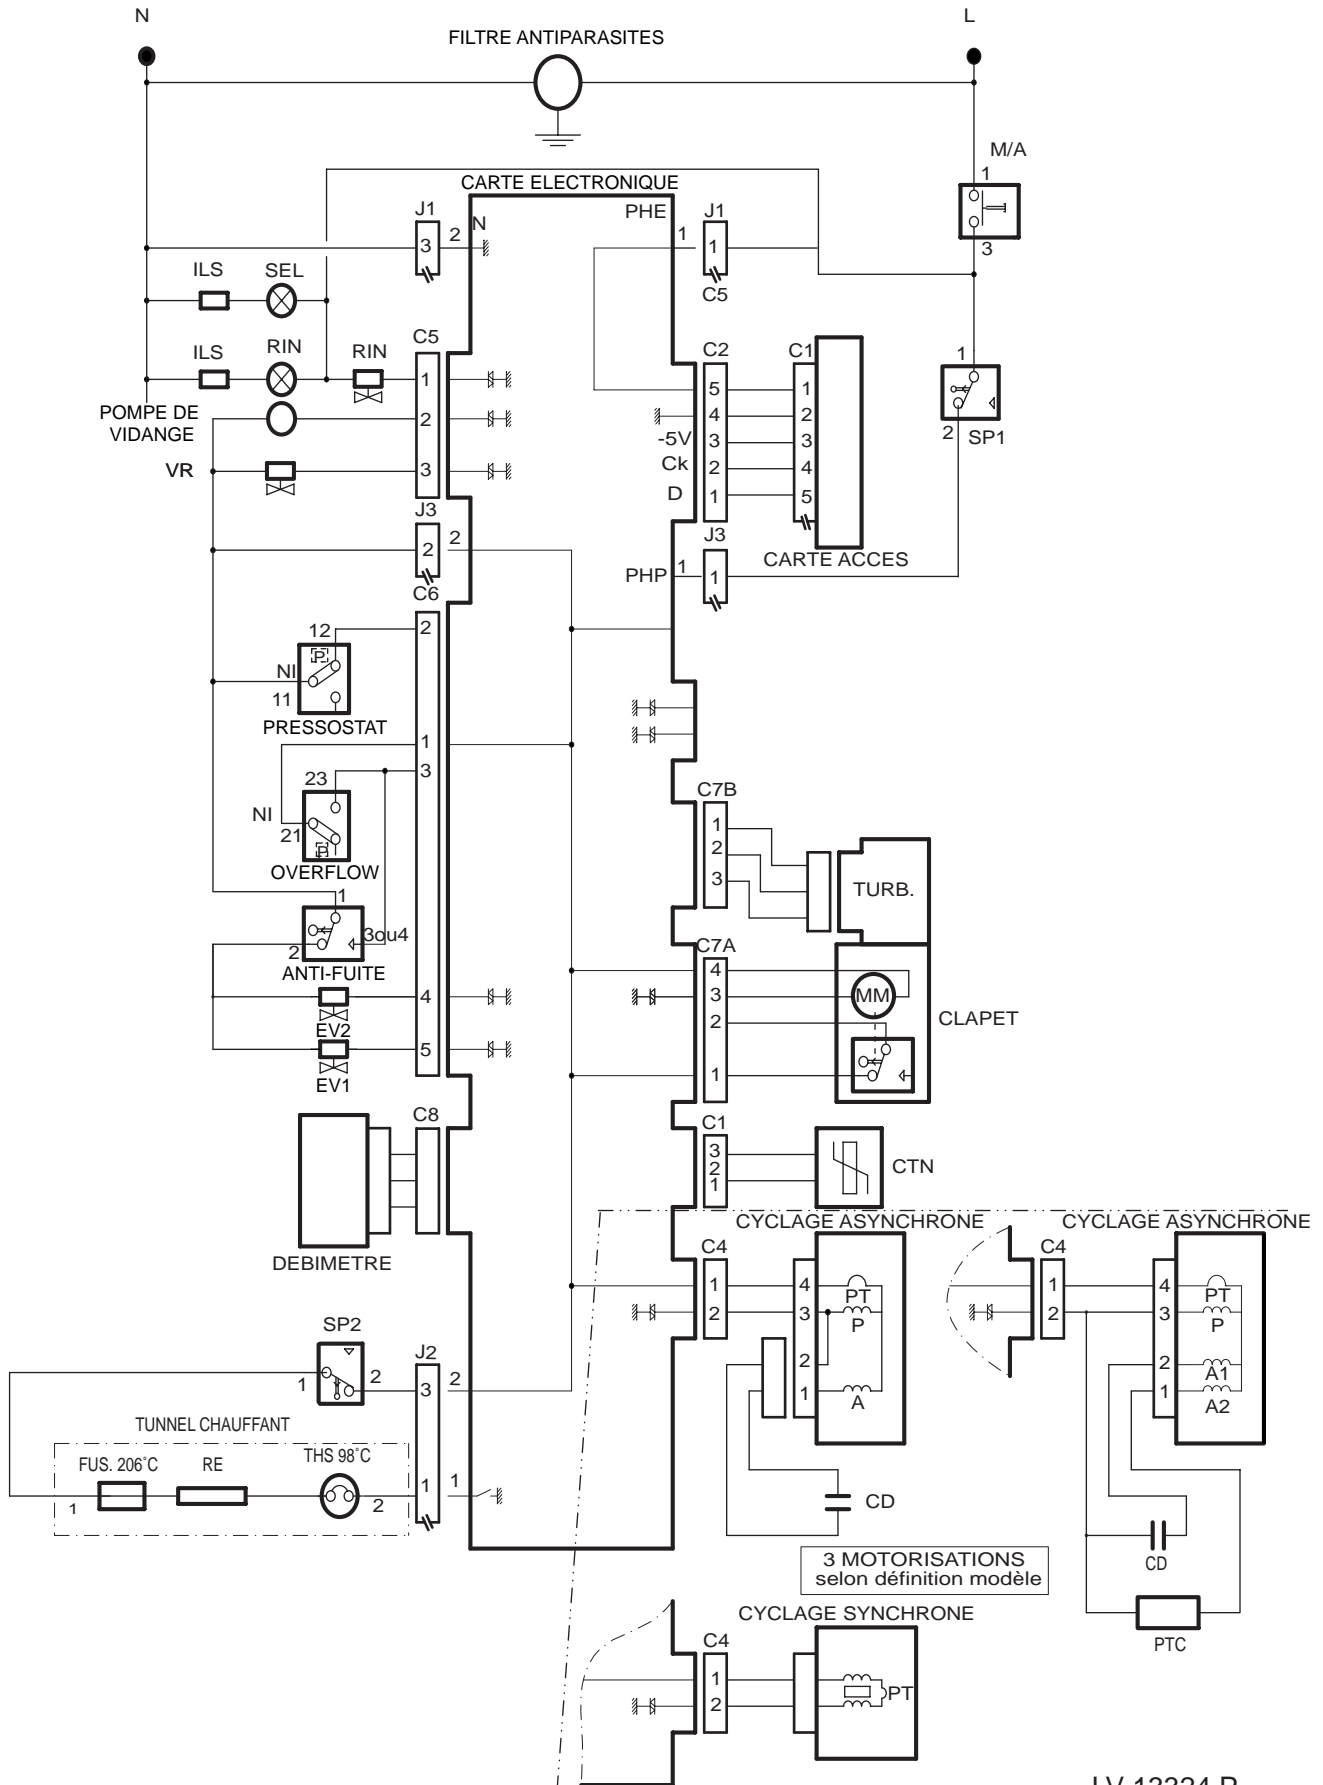 N
L
FILTRE ANTIPARASITES
M/A
1
3
CARTE ELECTRONIQUE
J1
3
2
N
PHE
1
J1
1
C5
ILS
SEL
ILS
RIN
RIN
C5
1
2
3
POMPE DE
VIDANGE
VR
C2
5
4
3
2
1
-5V
Ck
D
C1
1
2
3
4
5
CARTE ACCES
1
2
SP1
J3
2
2
C6
PHP
1
J3
1
2
1
3
4
5
12
P
NI
11
PRESSOSTAT
23
NI
21
P
OVERFLOW
1
3ou4
2
ANTI-FUITE
EV2
EV1
C7B
1
2
3
TURB.
C7A
4
3
2
1
MM
CLAPET
C8
DEBIMETRE
C1
3
2
1
CTN
CYCLAGE ASYNCHRONE
C4
1
2
4
3
2
1
PT
P
A
CD
CYCLAGE ASYNCHRONE
C4
1
2
4
3
2
1
PT
P
A1
A2
CD
PTC
SP2
1
2
J2
3
2
1
1
TUNNEL CHAUFFANT
FUS. 206°C
RE
THS 98°C
1
2
3 MOTORISATIONS
selon définition modèle
CYCLAGE SYNCHRONE
C4
1
2
PT